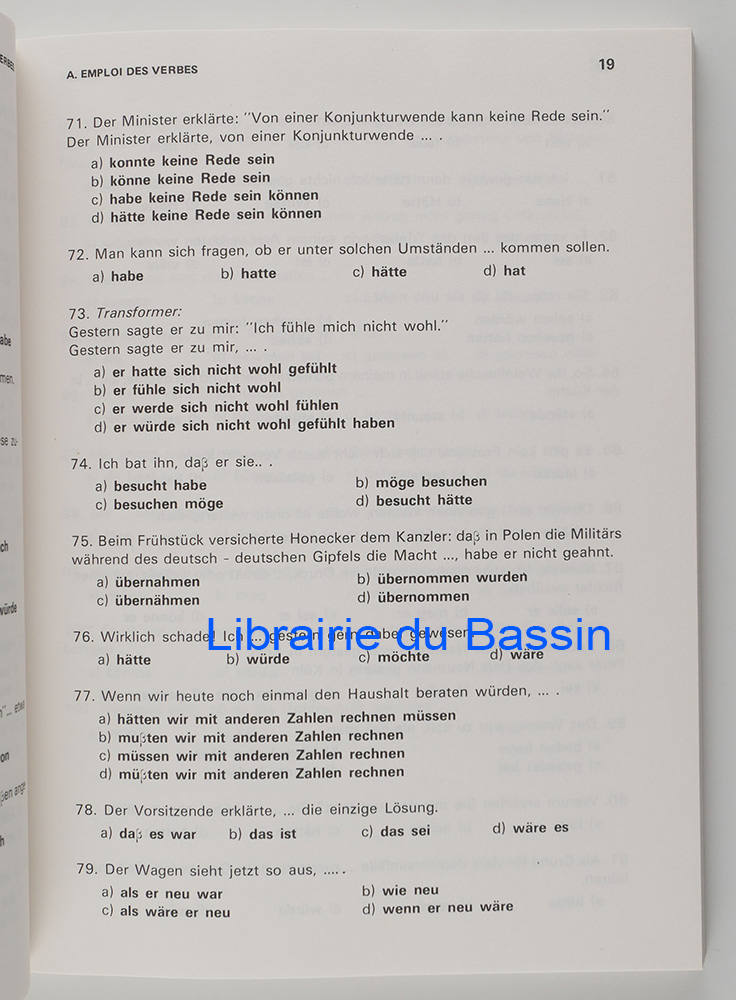 A. EMPLOI DES VERBES
19
71. Der Minister erklärte: "Von einer Konjunkturwende kann keine Rede sein."
Der Minister erklärte, von einer Konjunkturwende ... .
a) konnte keine Rede sein
b) könne keine Rede sein
c) habe keine Rede sein können
d) hätte keine Rede sein können
72. Man kann sich fragen, ob er unter solchen Umständen ... kommen sollen.
a) habe b) hatte c) hätte d) hat
73. Transformer:
Gestern sagte er zu mir: "Ich fühle mich nicht wohl."
Gestern sagte er zu mir, ... .
a) er hatte sich nicht wohl gefühlt
b) er fühle sich nicht wohl
c) er werde sich nicht wohl fühlen
d) er würde sich nicht wohl gefühlt haben
74. Ich bat ihn, daβ er sie.. .
a) besucht habe b) möge besuchen
c) besuchen möge d) besucht hätte
75. Beim Frühstück versicherte Honecker dem Kanzler: daβ in Polen die Militärs
während des deutsch - deutschen Gipfels die Macht ..., habe er nicht geahnt.
a) übernahmen b) übernommen wurden
c) übernähmen d) übernommen
76. Wirklich schade! Ich ... gestern gern dabei gewesen.
Librairie du Bassin
a) hätte b) würde c) möchte d) wäre
77. Wenn wir heute noch einmal den Haushalt beraten würden, ... .
a) hätten wir mit anderen Zahlen rechnen müssen
b) muβten wir mit anderen Zahlen rechnen
c) müssen wir mit anderen Zahlen rechnen
d) müβten wir mit anderen Zahlen rechnen
78. Der Vorsitzende erklärte, ... die einzige Lösung.
a) daβ es war b) das ist c) das sei d) wäre es
79. Der Wagen sieht jetzt so aus, .... .
a) als er neu war b) wie neu
c) als wäre er neu d) wenn er neu wäre